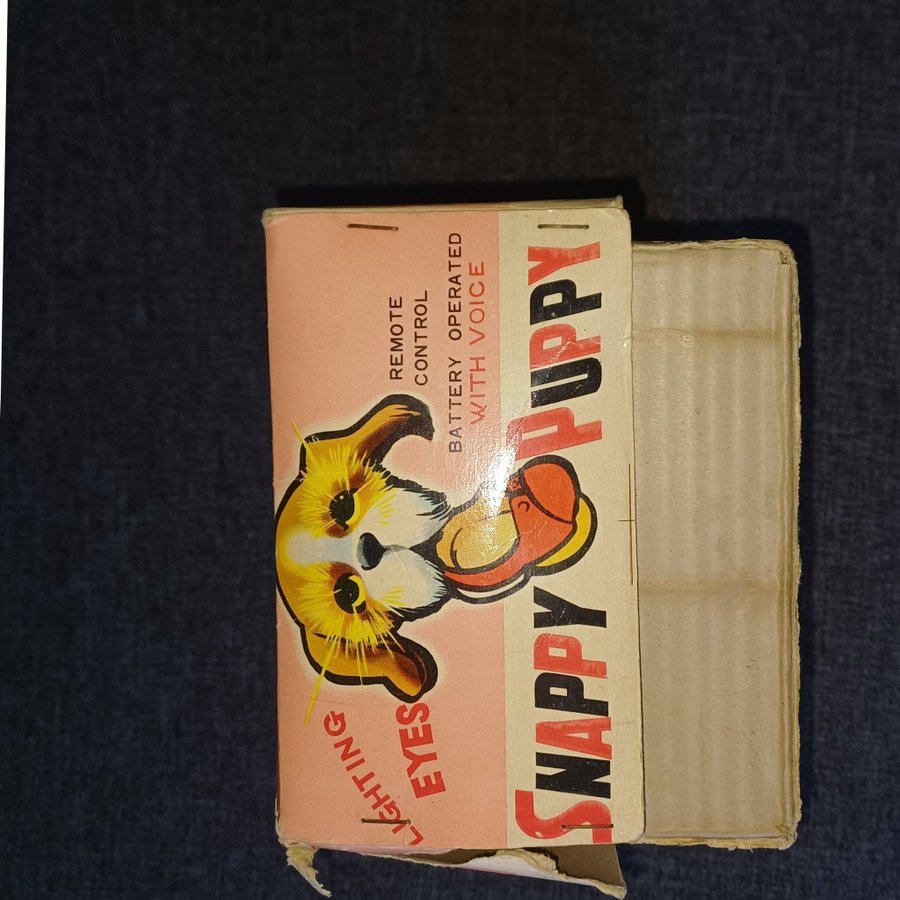 LIGHTING
EYES
REMOTE
CONTROL
BATTERY OPERATED
WITH VOICE
SNAPPY PUPPY